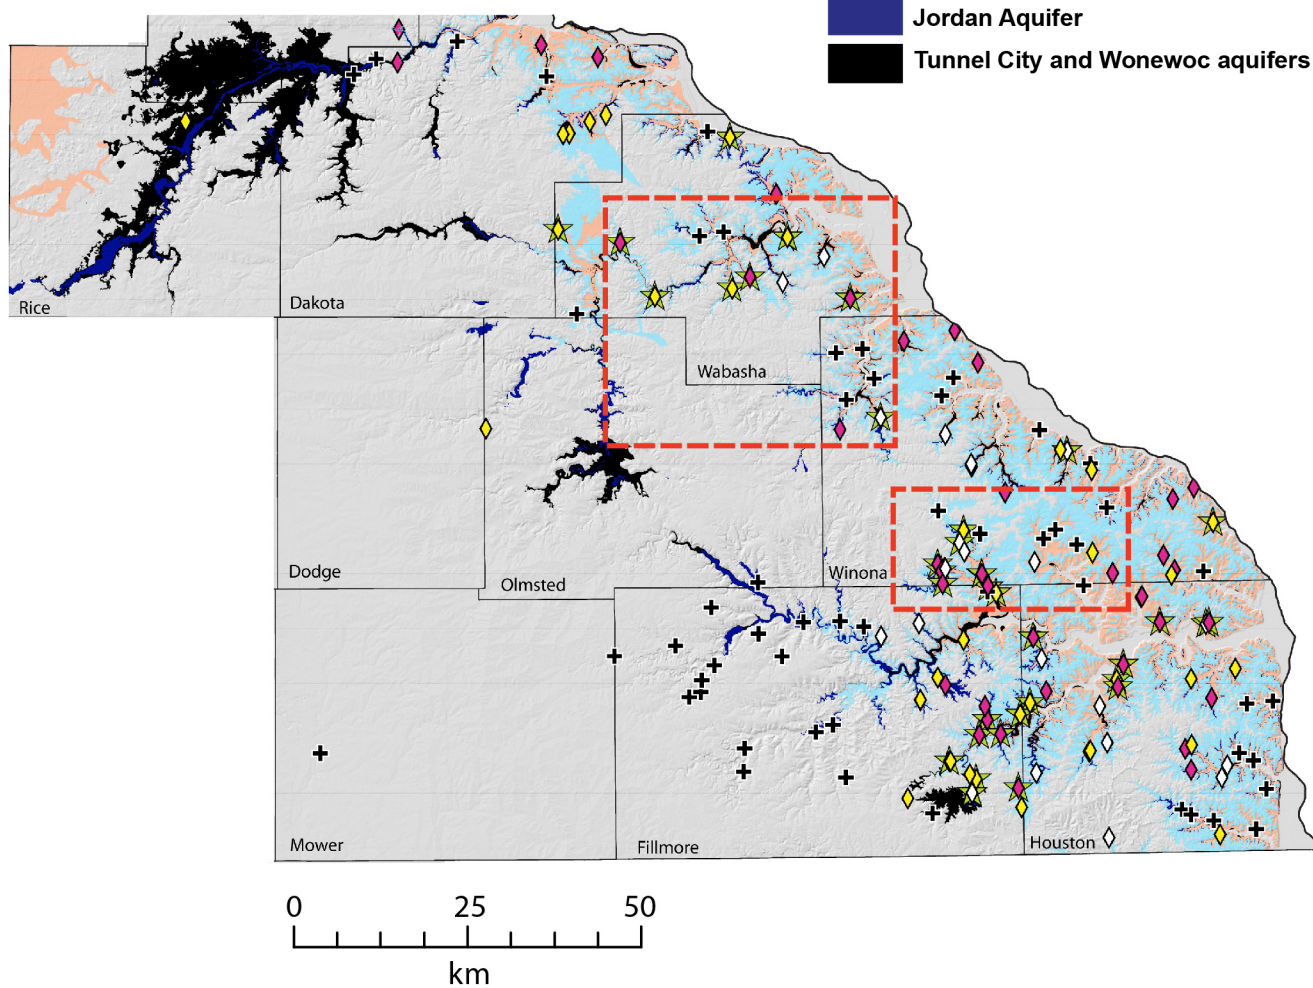 Jordan Aquifer
Tunnel City and Wonewoc aquifers
Rice
Dakota
Wabasha
Dodge
Olmsted
Winona
Mower
Fillmore
Houston
0 25 50
km